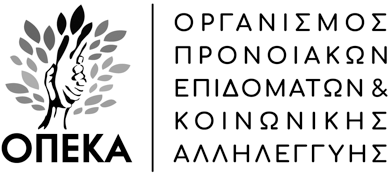 ΟΠΕΚΑ
ΟΡΓΑΝΙΣΜΟΣ
ΠΡΟΝΟΙΑΚΩΝ
ΕΠΙΔΟΜΑΤΩΝ &
ΚΟΙΝΩΝΙΚΗΣ
ΑΛΛΗΛΕΓΓΥΗΣ